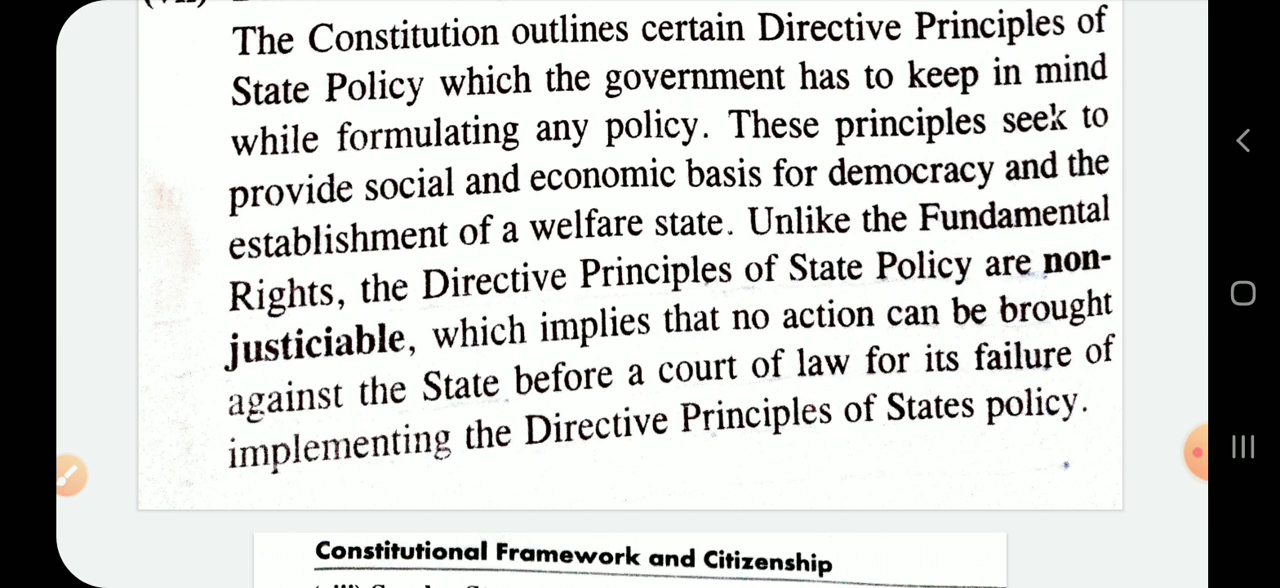 The Constitution outlines certain Directive Principles of
State Policy which the government has to keep in mind
while formulating any policy. These principles seek to
provide social and economic basis for democracy and the
establishment of a welfare state. Unlike the Fundamental
Rights, the Directive Principles of State Policy are non-
justiciable, which implies that no action can be brought
against the State before a court of law for its failure of
implementing the Directive Principles of States policy.
Constitutional Framework and Citizenship